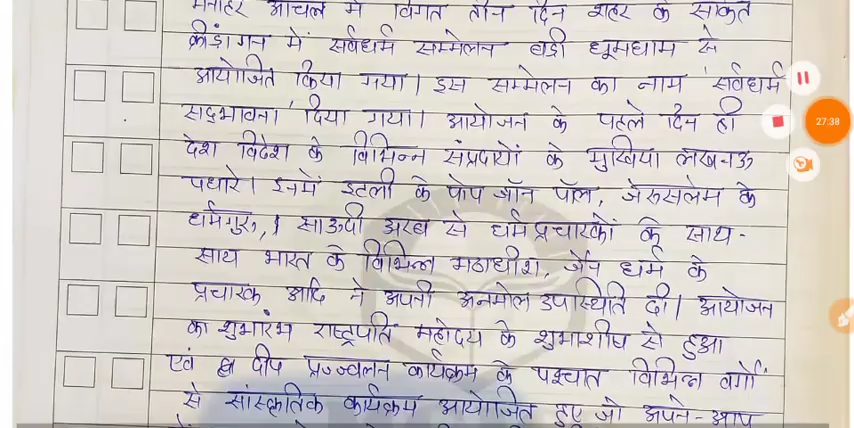 मनोहर आँचल में विगत तीन दिन शहर के साकेत
क्रीडांगन में सर्वधर्म सम्मेलन बड़ी धूमधाम से
आयोजित किया गया। इस सम्मेलन का नाम 'सर्वधर्म
सद्भावना' दिया गया। आयोजन के पहले दिन ही
देश विदेश के विभिन्न संप्रदायों के मुखिया लखनऊ
पधारे। इनमें इटली के पोप जॉन पॉल, जेरुसलेम के
धर्मगुरु,। साऊदी अरब से धर्मप्रचारकों के साथ-
साथ भारत के विभिन्न मठाधीश, जैन धर्म के
प्रचारक आदि ने अपनी अनमोल उपस्थिति दी। आयोजन
का शुभारंभ राष्ट्रपति महोदय के शुभाशीष से हुआ
एवं दीप प्रज्ज्वलन कार्यक्रम के पश्चात विभिन्न वर्गों
से सांस्कृतिक कार्यक्रम आयोजित हुए जो अपने-आप
27:38